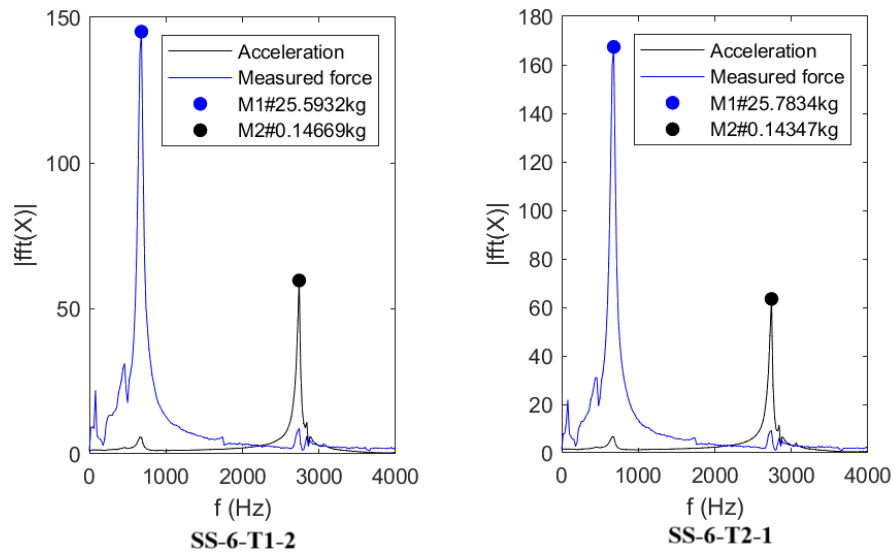 150
100
50
0
|fft(X)|
Acceleration
Measured force
M1#25.5932kg
M2#0.14669kg
0 1000 2000 3000 4000
f (Hz)
SS-6-T1-2
180
160
140
120
100
80
60
40
20
0
|fft(X)|
Acceleration
Measured force
M1#25.7834kg
M2#0.14347kg
0 1000 2000 3000 4000
f (Hz)
SS-6-T2-1